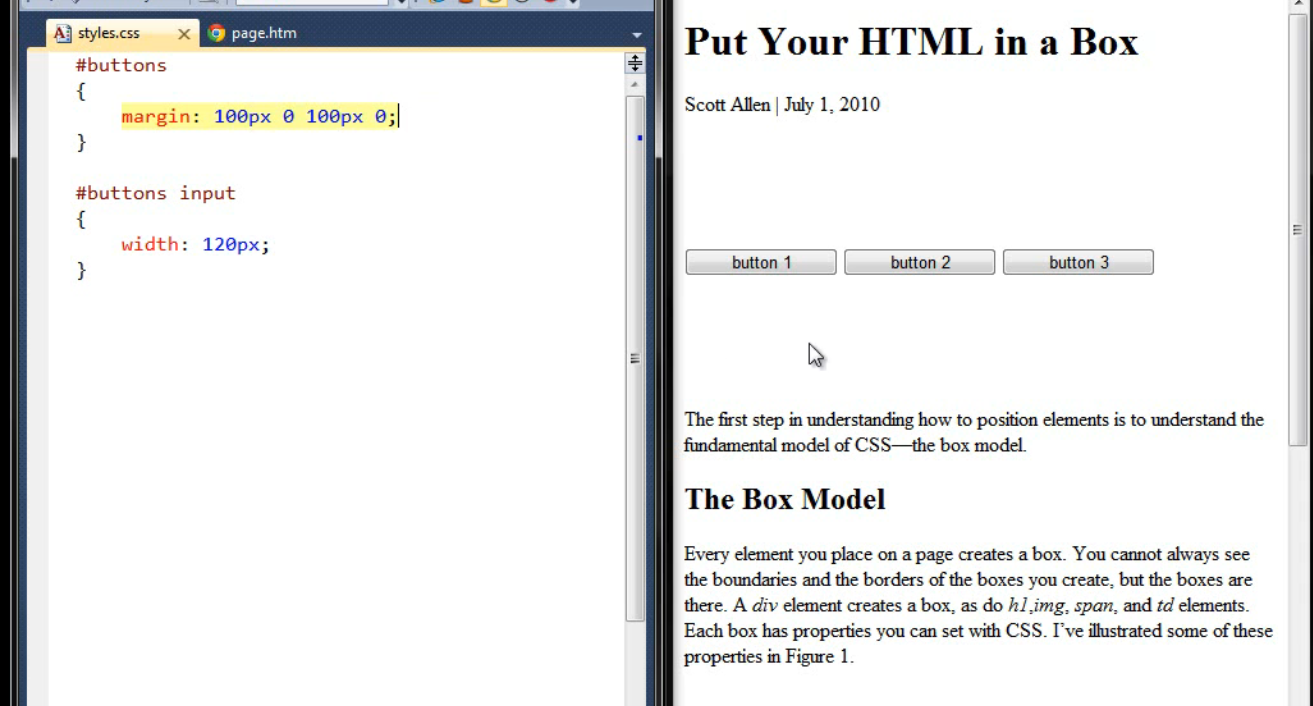 styles.css
page.htm
#buttons
{
margin: 100px 0 100px 0;
}
#buttons input
{
width: 120px;
}
Put Your HTML in a Box
Scott Allen | July 1, 2010
button 1
button 2
button 3
The first step in understanding how to position elements is to understand the
fundamental model of CSS—the box model.
The Box Model
Every element you place on a page creates a box. You cannot always see
the boundaries and the borders of the boxes you create, but the boxes are
there. A div element creates a box, as do h1,img, span, and td elements.
Each box has properties you can set with CSS. I’ve illustrated some of these
properties in Figure 1.